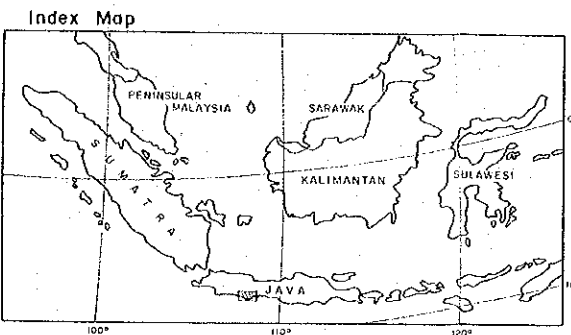 Index Map
PENINSULAR
MALAYSIA
SARAWAK
SUMATRA
KALIMANTAN
SULAWESI
JAVA
100°
110°
120°